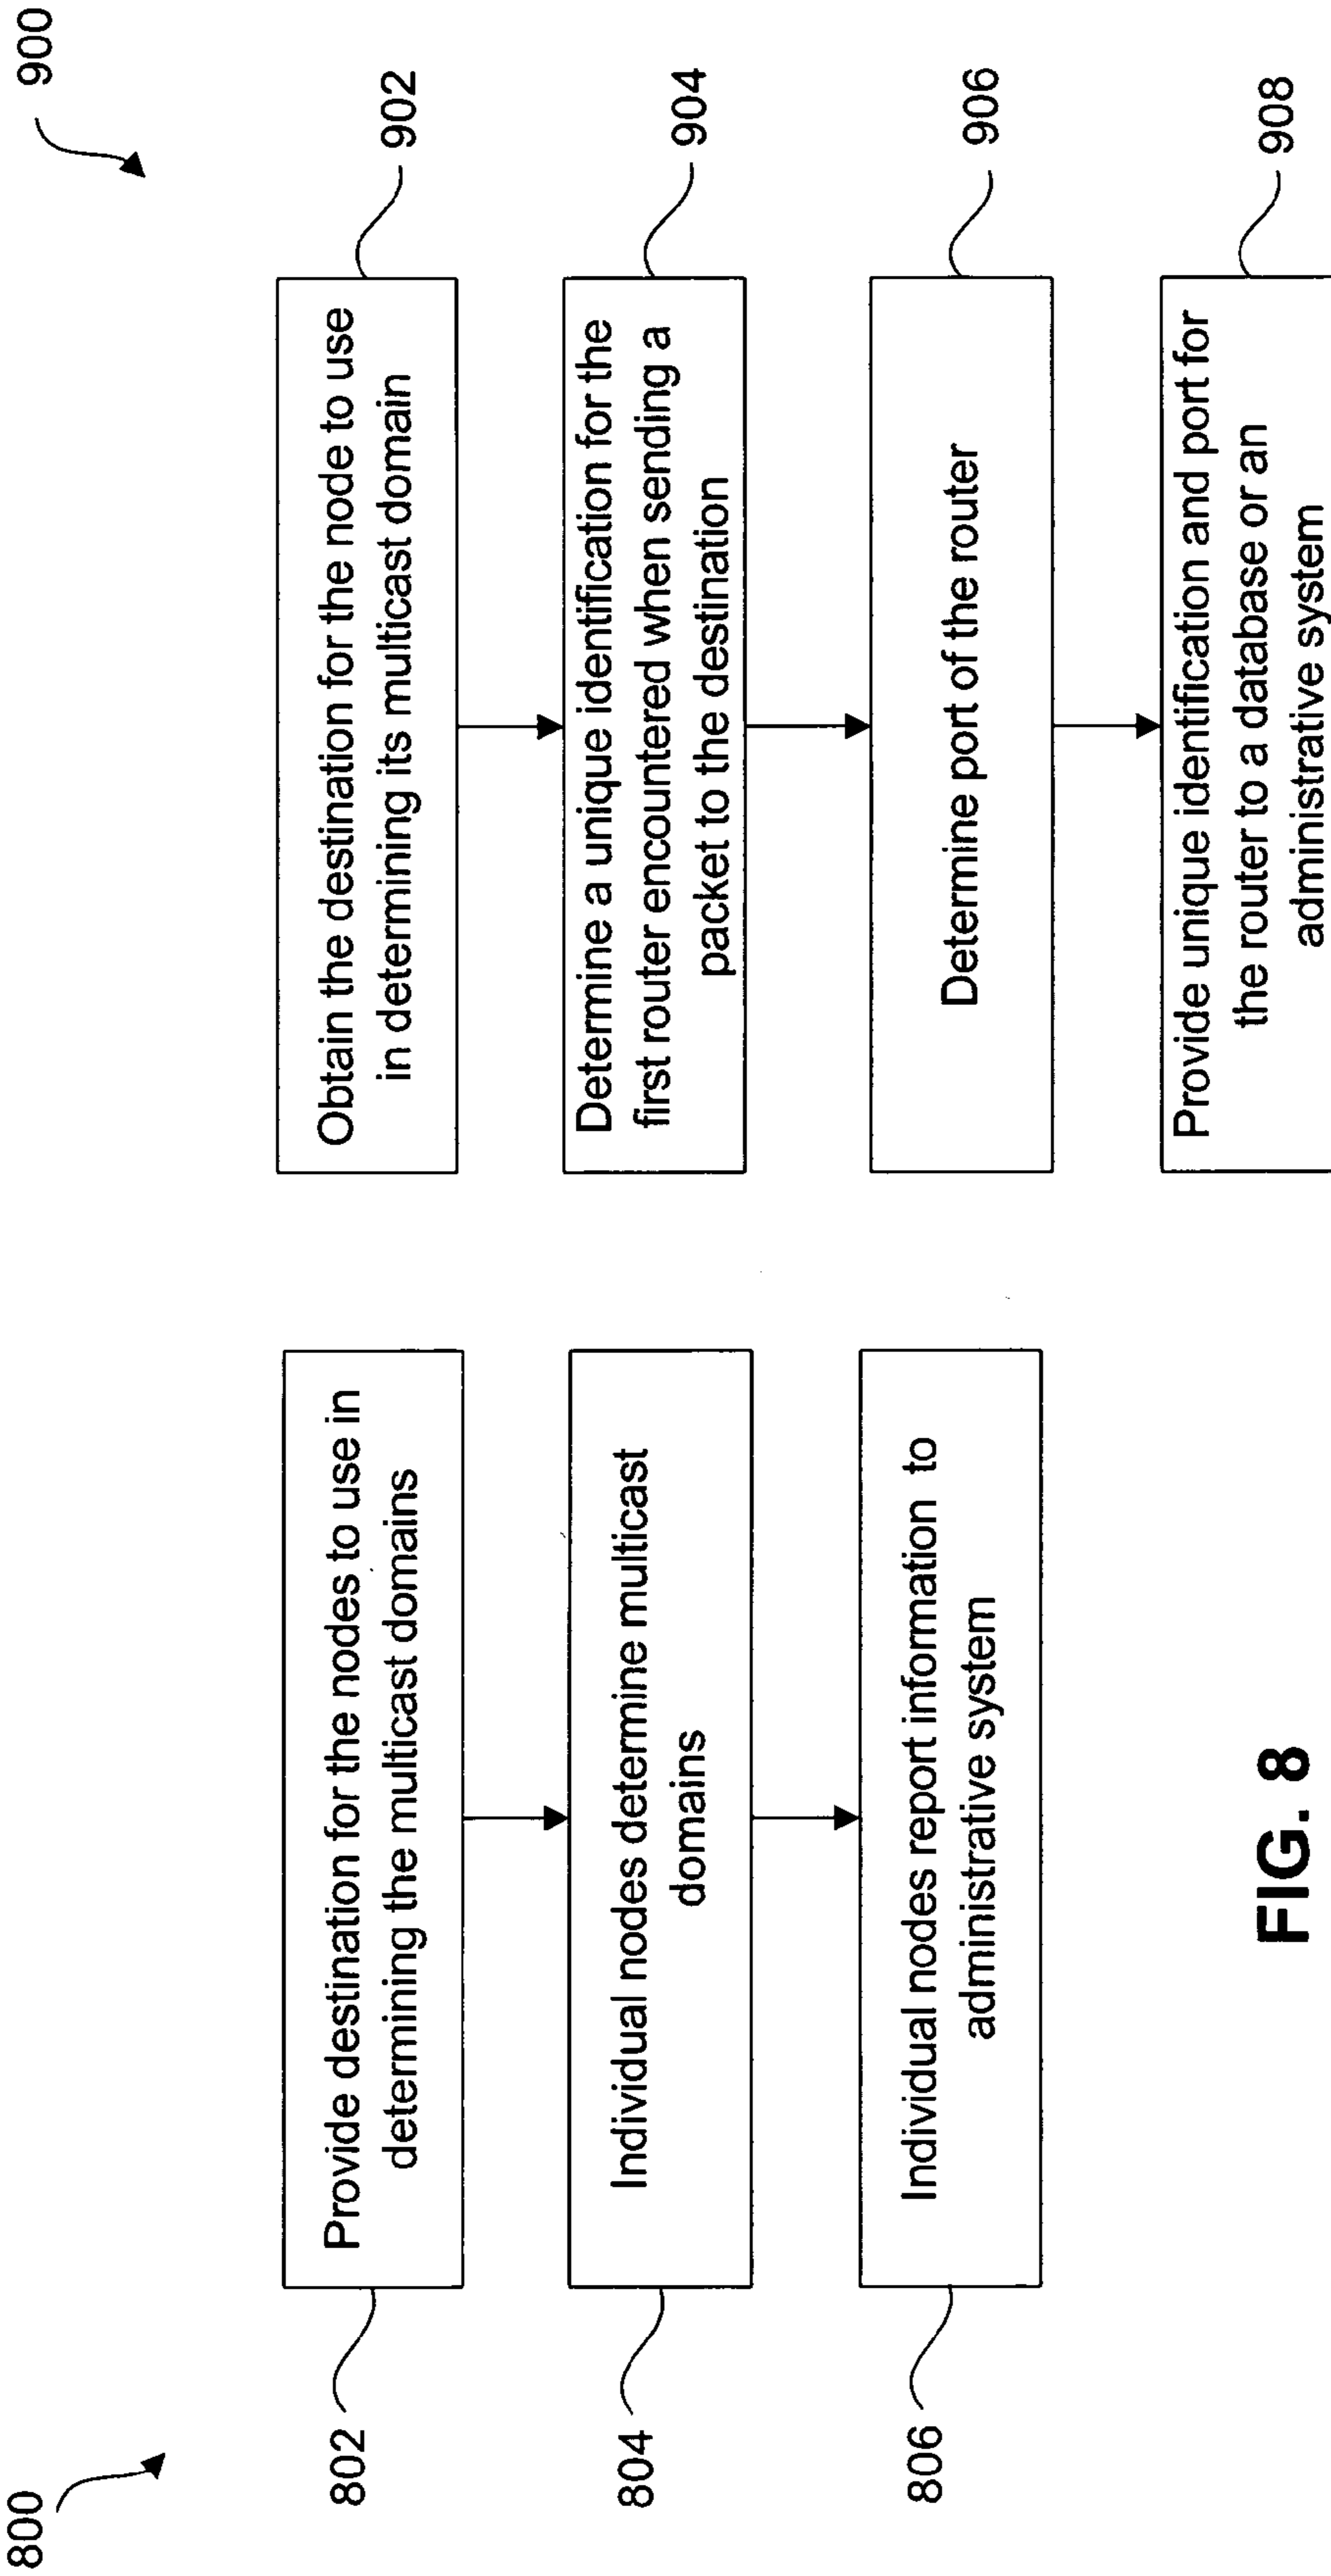 800
802
Provide destination for the nodes to use in
determining the multicast domains
804
Individual nodes determine multicast
domains
806
Individual nodes report information to
administrative system
FIG. 8
900
902
Obtain the destination for the node to use
in determining its multicast domain
904
Determine a unique identification for the
first router encountered when sending a
packet to the destination
906
Determine port of the router
908
Provide unique identification and port for
the router to a database or an
administrative system